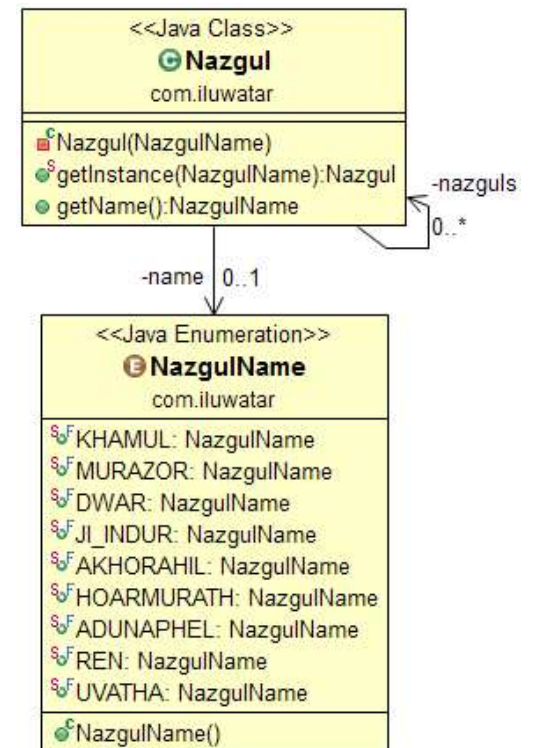 <<Java Class>>
Nazgul
com.iluwatar
Nazgul(NazgulName)
getInstance(NazgulName):Nazgul
getName():NazgulName
-nazguls
0..*
-name 0..1
<<Java Enumeration>>
NazgulName
com.iluwatar
KHAMUL: NazgulName
MURAZOR: NazgulName
DWAR: NazgulName
JI_INDUR: NazgulName
AKHORAHIL: NazgulName
HOARMURATH: NazgulName
ADUNAPHEL: NazgulName
REN: NazgulName
UVATHA: NazgulName
NazgulName()